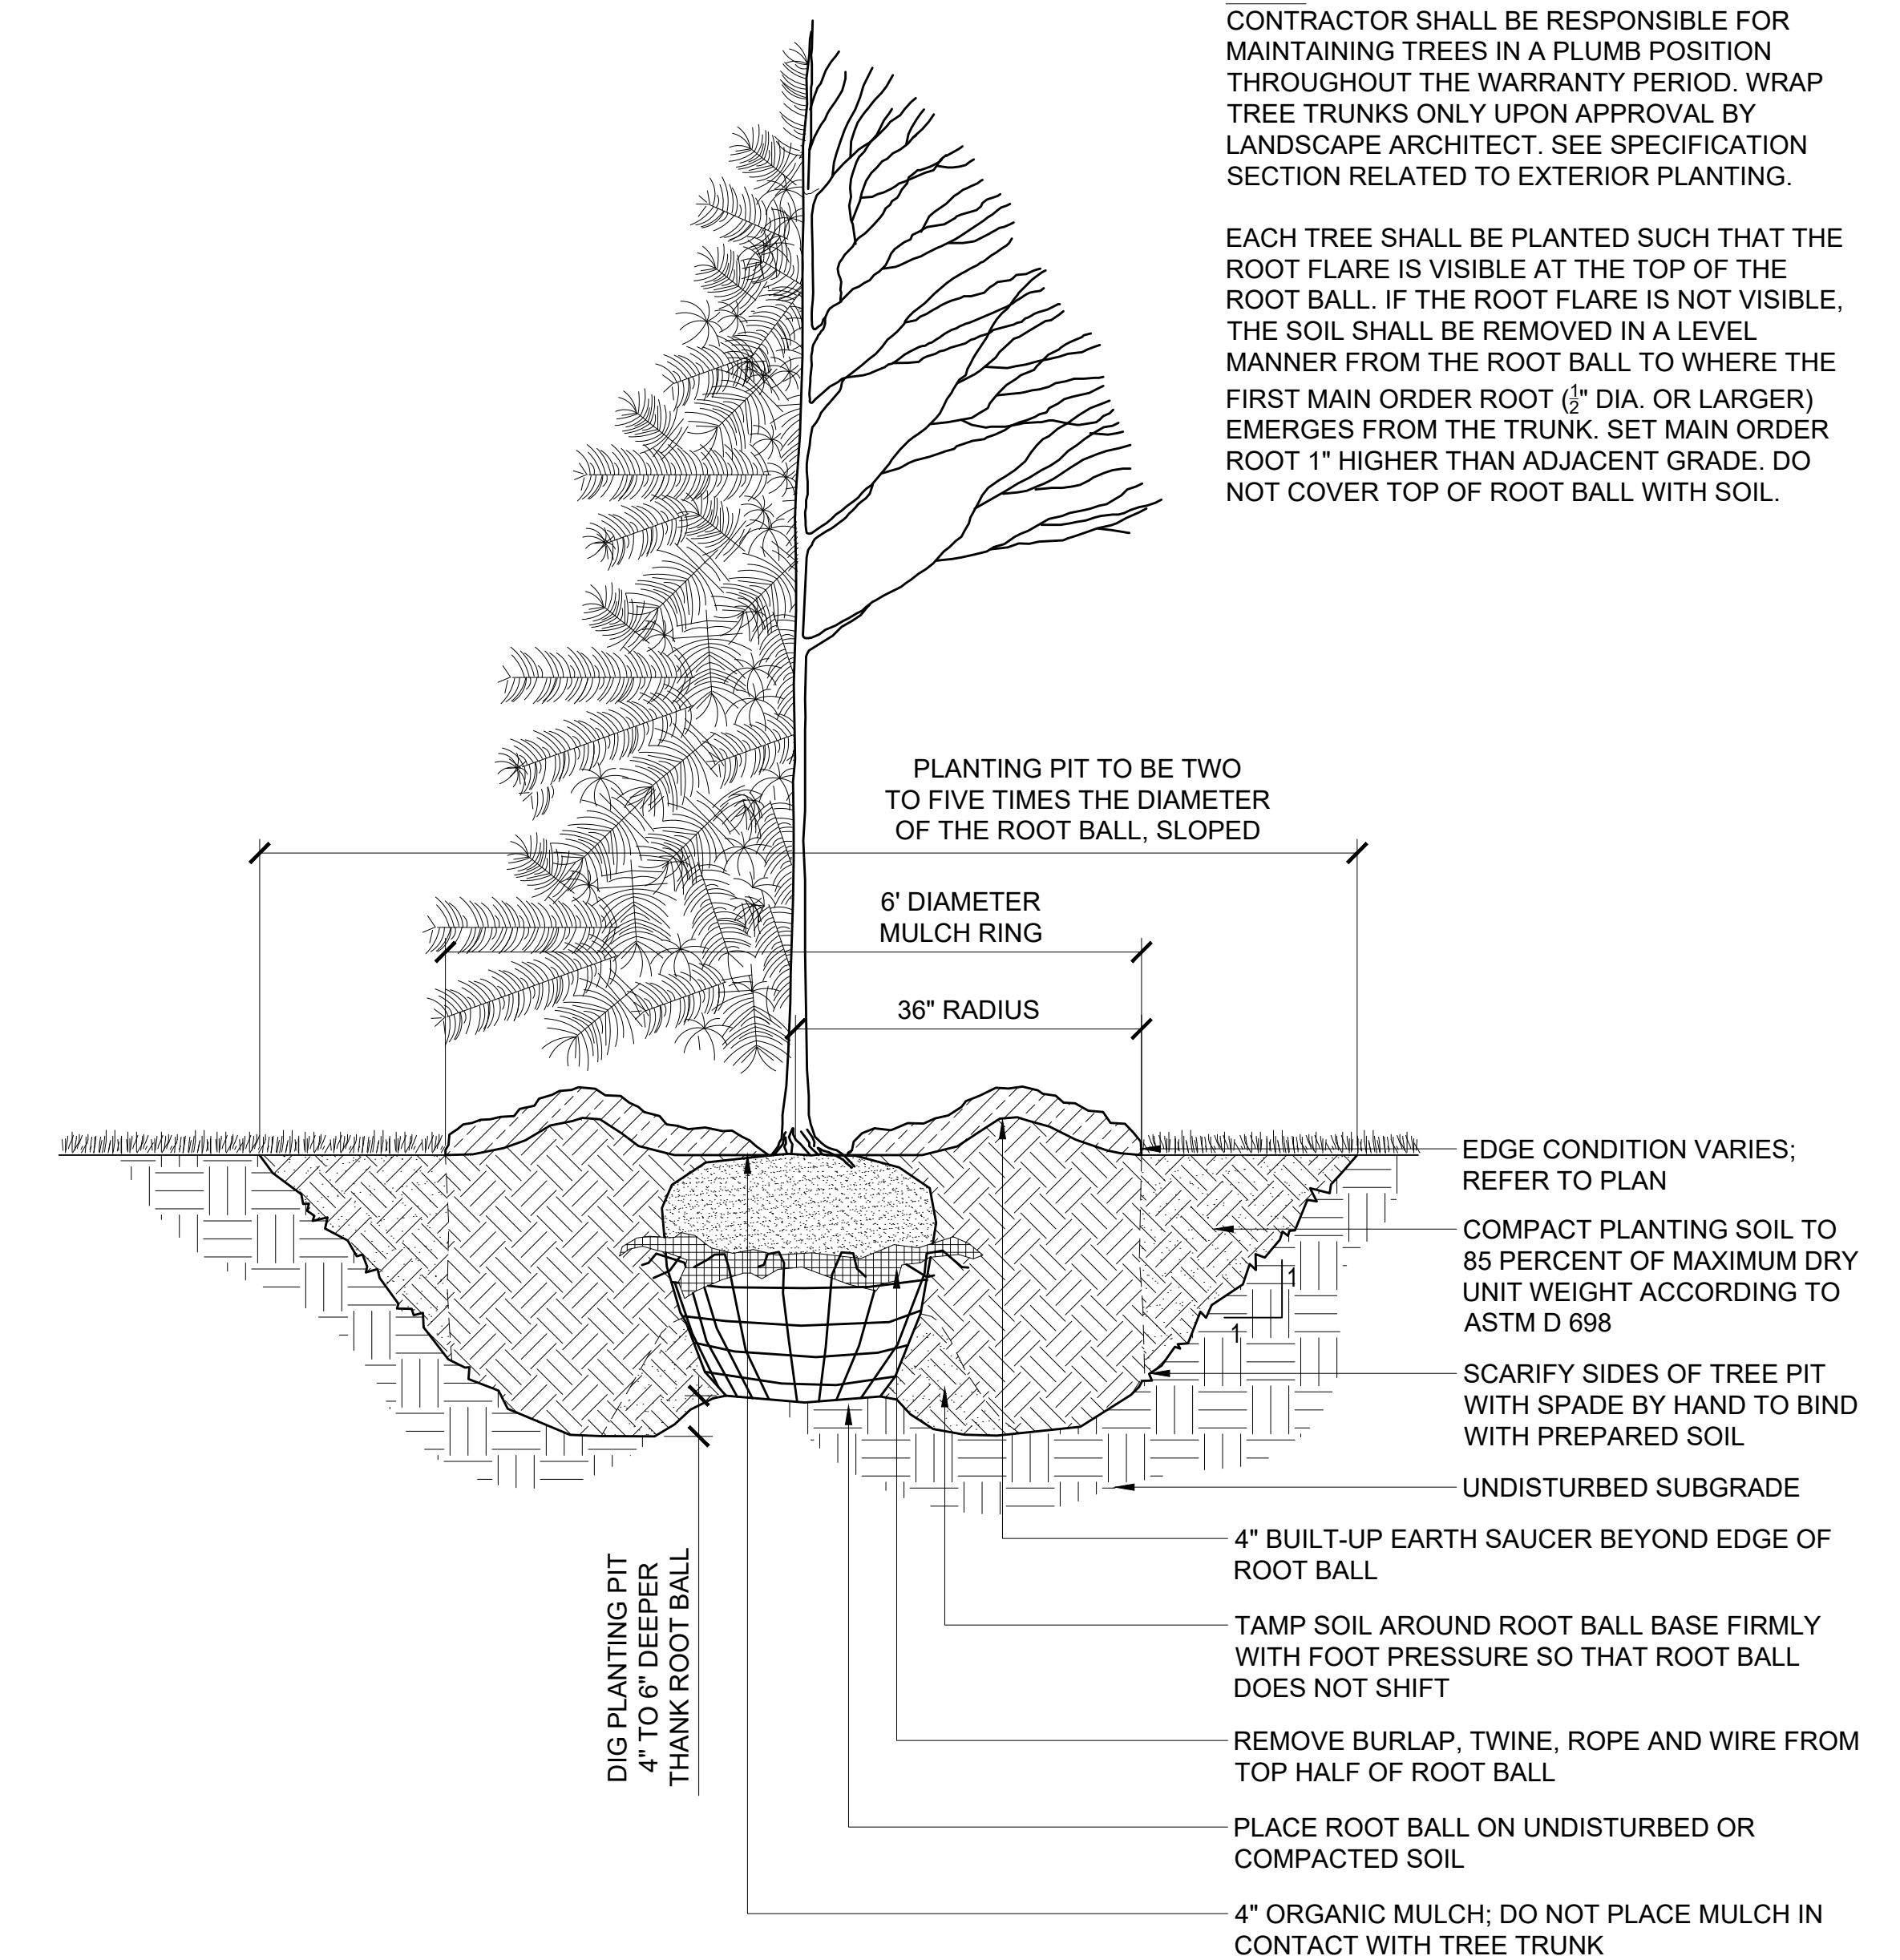 CONTRACTOR SHALL BE RESPONSIBLE FOR
MAINTAINING TREES IN A PLUMB POSITION
THROUGHOUT THE WARRANTY PERIOD. WRAP
TREE TRUNKS ONLY UPON APPROVAL BY
LANDSCAPE ARCHITECT. SEE SPECIFICATION
SECTION RELATED TO EXTERIOR PLANTING.
EACH TREE SHALL BE PLANTED SUCH THAT THE
ROOT FLARE IS VISIBLE AT THE TOP OF THE
ROOT BALL. IF THE ROOT FLARE IS NOT VISIBLE,
THE SOIL SHALL BE REMOVED IN A LEVEL
MANNER FROM THE ROOT BALL TO WHERE THE
FIRST MAIN ORDER ROOT (½" DIA. OR LARGER)
EMERGES FROM THE TRUNK. SET MAIN ORDER
ROOT 1" HIGHER THAN ADJACENT GRADE. DO
NOT COVER TOP OF ROOT BALL WITH SOIL.
PLANTING PIT TO BE TWO
TO FIVE TIMES THE DIAMETER
OF THE ROOT BALL, SLOPED
6' DIAMETER
MULCH RING
36" RADIUS
EDGE CONDITION VARIES;
REFER TO PLAN
COMPACT PLANTING SOIL TO
85 PERCENT OF MAXIMUM DRY
UNIT WEIGHT ACCORDING TO
ASTM D 698
1
1
SCARIFY SIDES OF TREE PIT
WITH SPADE BY HAND TO BIND
WITH PREPARED SOIL
UNDISTURBED SUBGRADE
4" BUILT-UP EARTH SAUCER BEYOND EDGE OF
ROOT BALL
DIG PLANTING PIT
4" TO 6" DEEPER
THANK ROOT BALL
TAMP SOIL AROUND ROOT BALL BASE FIRMLY
WITH FOOT PRESSURE SO THAT ROOT BALL
DOES NOT SHIFT
REMOVE BURLAP, TWINE, ROPE AND WIRE FROM
TOP HALF OF ROOT BALL
PLACE ROOT BALL ON UNDISTURBED OR
COMPACTED SOIL
4" ORGANIC MULCH; DO NOT PLACE MULCH IN
CONTACT WITH TREE TRUNK